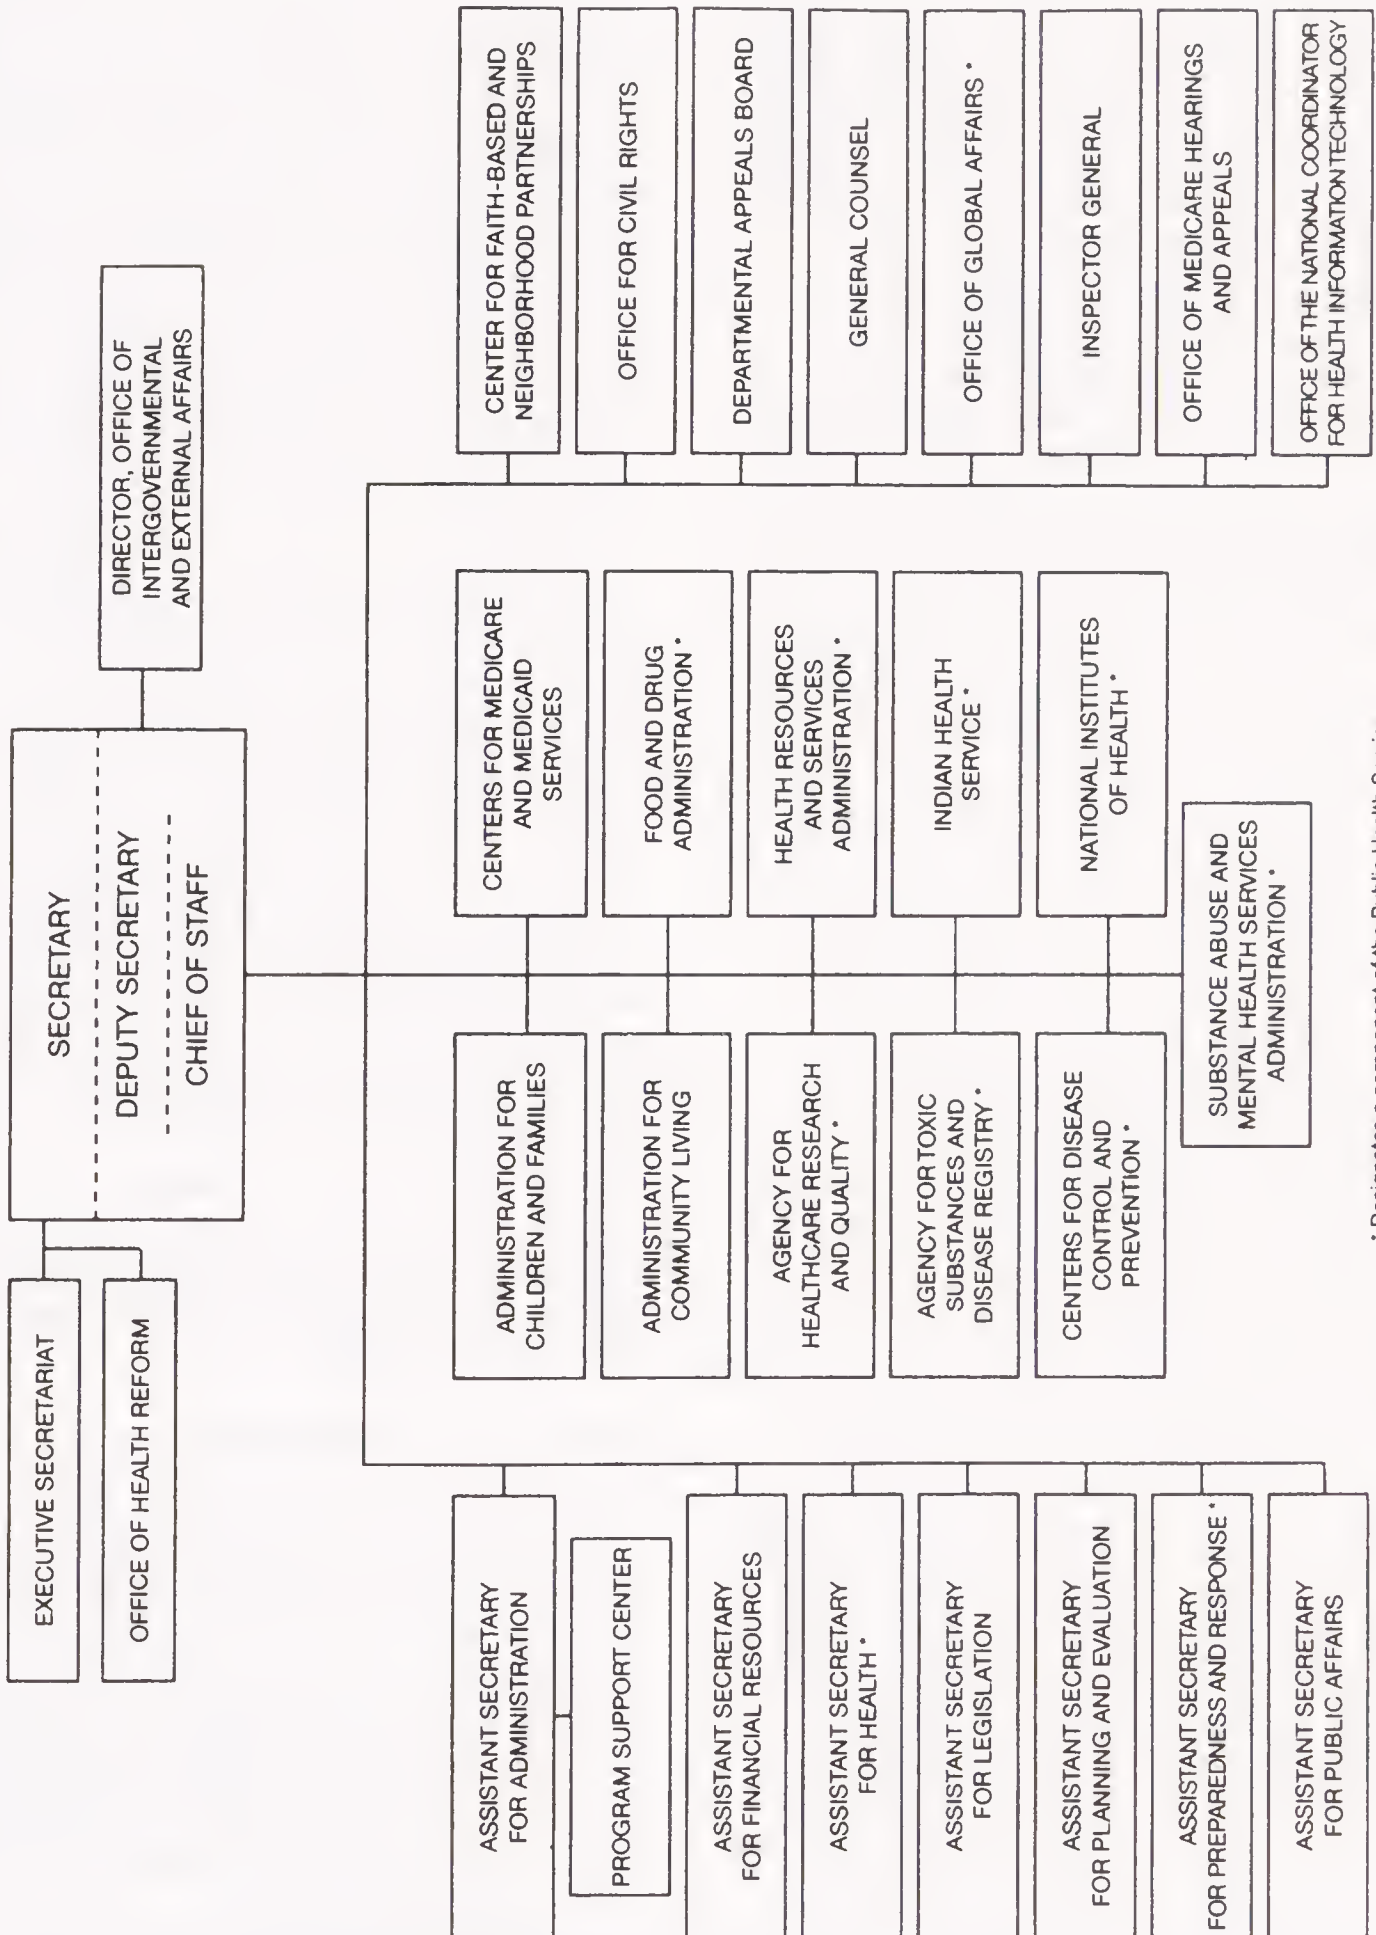 SECRETARY
DEPUTY SECRETARY
CHIEF OF STAFF
EXECUTIVE SECRETARIAT
OFFICE OF HEALTH REFORM
DIRECTOR, OFFICE OF
INTERGOVERNMENTAL
AND EXTERNAL AFFAIRS
ASSISTANT SECRETARY
FOR ADMINISTRATION
PROGRAM SUPPORT CENTER
ASSISTANT SECRETARY
FOR FINANCIAL RESOURCES
ASSISTANT SECRETARY
FOR HEALTH *
ASSISTANT SECRETARY
FOR LEGISLATION
ASSISTANT SECRETARY
FOR PLANNING AND EVALUATION
ASSISTANT SECRETARY
FOR PREPAREDNESS AND RESPONSE *
ASSISTANT SECRETARY
FOR PUBLIC AFFAIRS
ADMINISTRATION FOR
CHILDREN AND FAMILIES
ADMINISTRATION FOR
COMMUNITY LIVING
AGENCY FOR
HEALTHCARE RESEARCH
AND QUALITY *
AGENCY FOR TOXIC
SUBSTANCES AND
DISEASE REGISTRY *
CENTERS FOR DISEASE
CONTROL AND
PREVENTION *
CENTERS FOR MEDICARE
AND MEDICAID
SERVICES
FOOD AND DRUG
ADMINISTRATION *
HEALTH RESOURCES
AND SERVICES
ADMINISTRATION *
INDIAN HEALTH
SERVICE *
NATIONAL INSTITUTES
OF HEALTH *
SUBSTANCE ABUSE AND
MENTAL HEALTH SERVICES
ADMINISTRATION *
CENTER FOR FAITH-BASED AND
NEIGHBORHOOD PARTNERSHIPS
OFFICE FOR CIVIL RIGHTS
DEPARTMENTAL APPEALS BOARD
GENERAL COUNSEL
OFFICE OF GLOBAL AFFAIRS *
INSPECTOR GENERAL
OFFICE OF MEDICARE HEARINGS
AND APPEALS
OFFICE OF THE NATIONAL COORDINATOR
FOR HEALTH INFORMATION TECHNOLOGY
* Designates a component of the Public Health Service